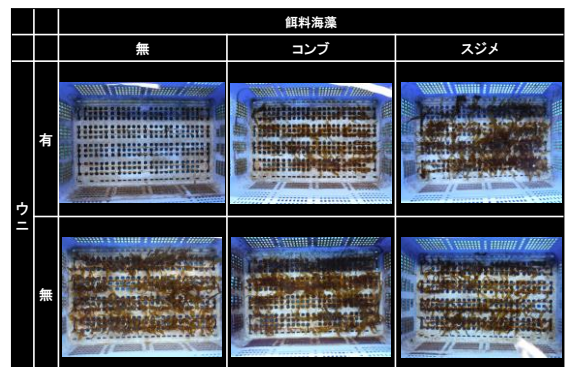 餌料海藻
無 コンブ スジメ
有
ウニ
無